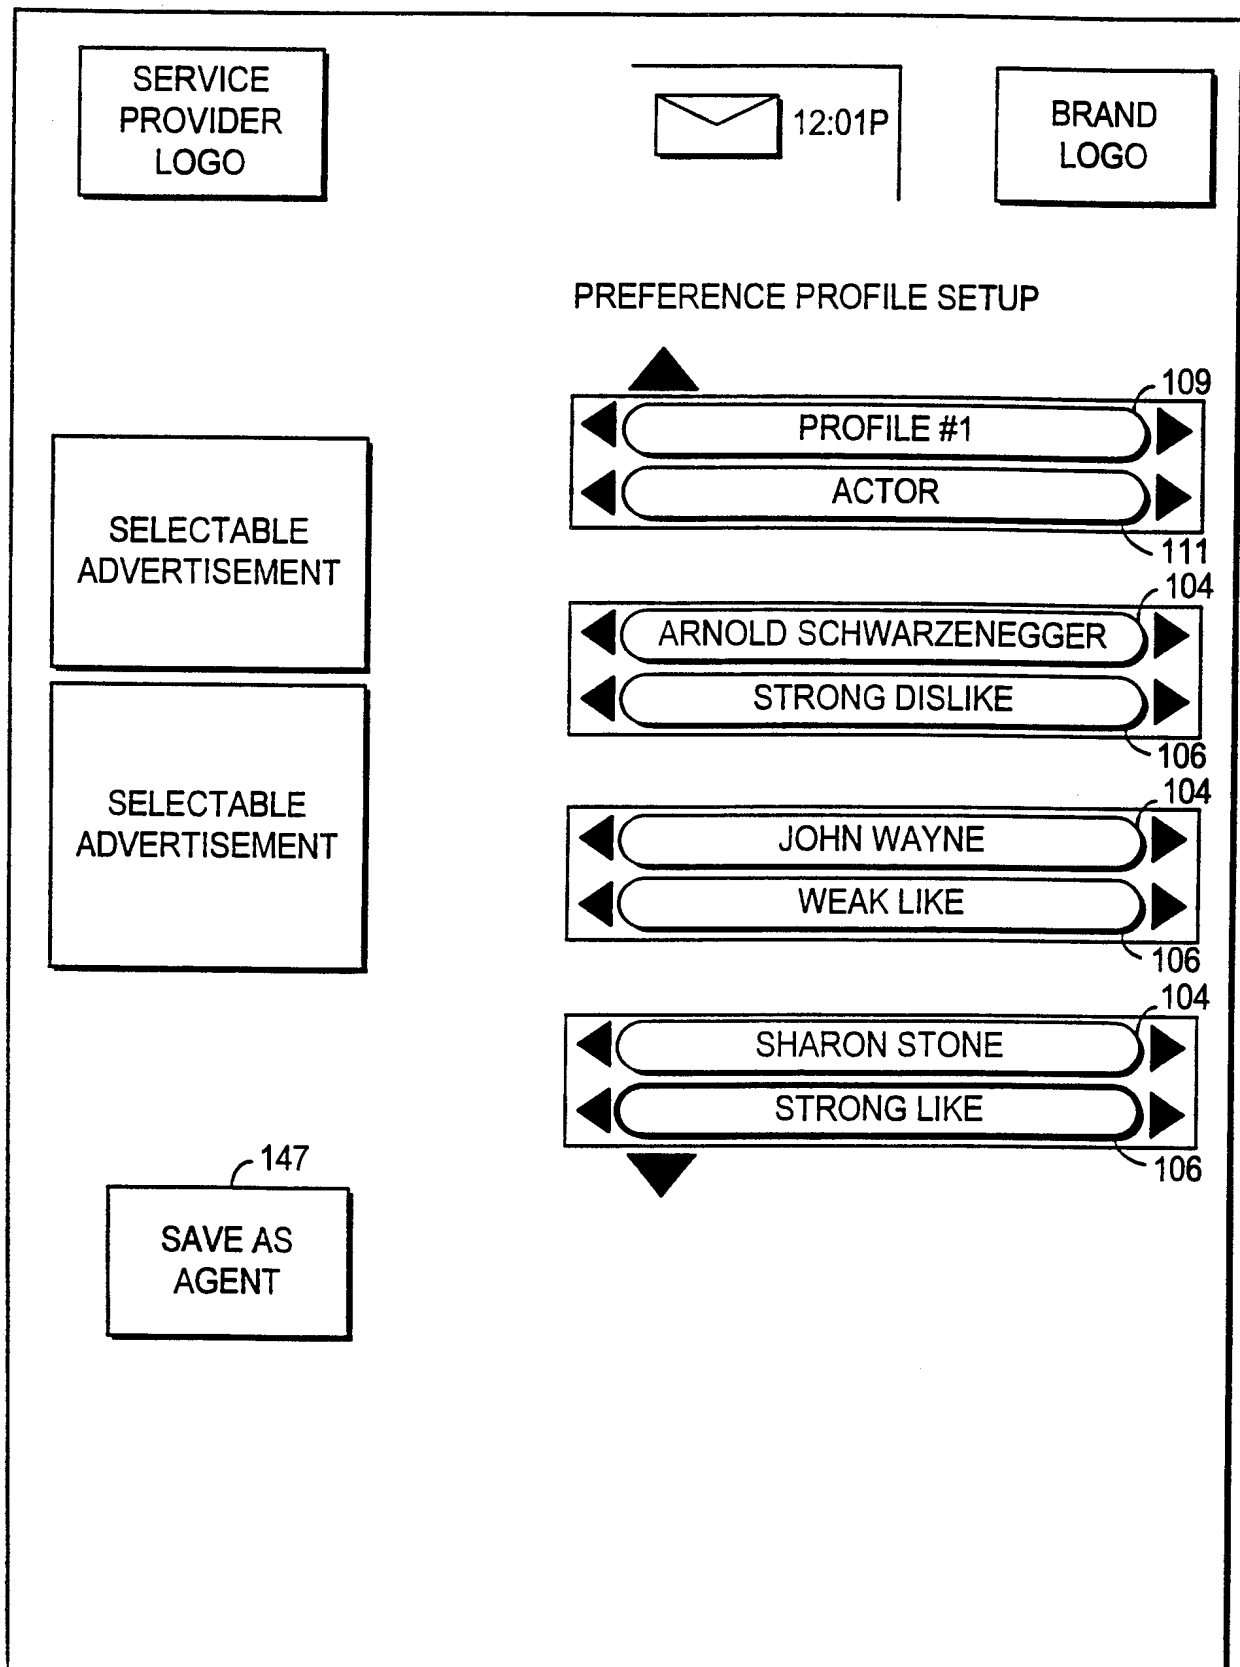 SERVICE
PROVIDER
LOGO
12:01P
BRAND
LOGO
PREFERENCE PROFILE SETUP
109
PROFILE #1
ACTOR
111
SELECTABLE
ADVERTISEMENT
104
ARNOLD SCHWARZENEGGER
STRONG DISLIKE
106
SELECTABLE
ADVERTISEMENT
104
JOHN WAYNE
WEAK LIKE
106
104
SHARON STONE
STRONG LIKE
106
147
SAVE AS
AGENT